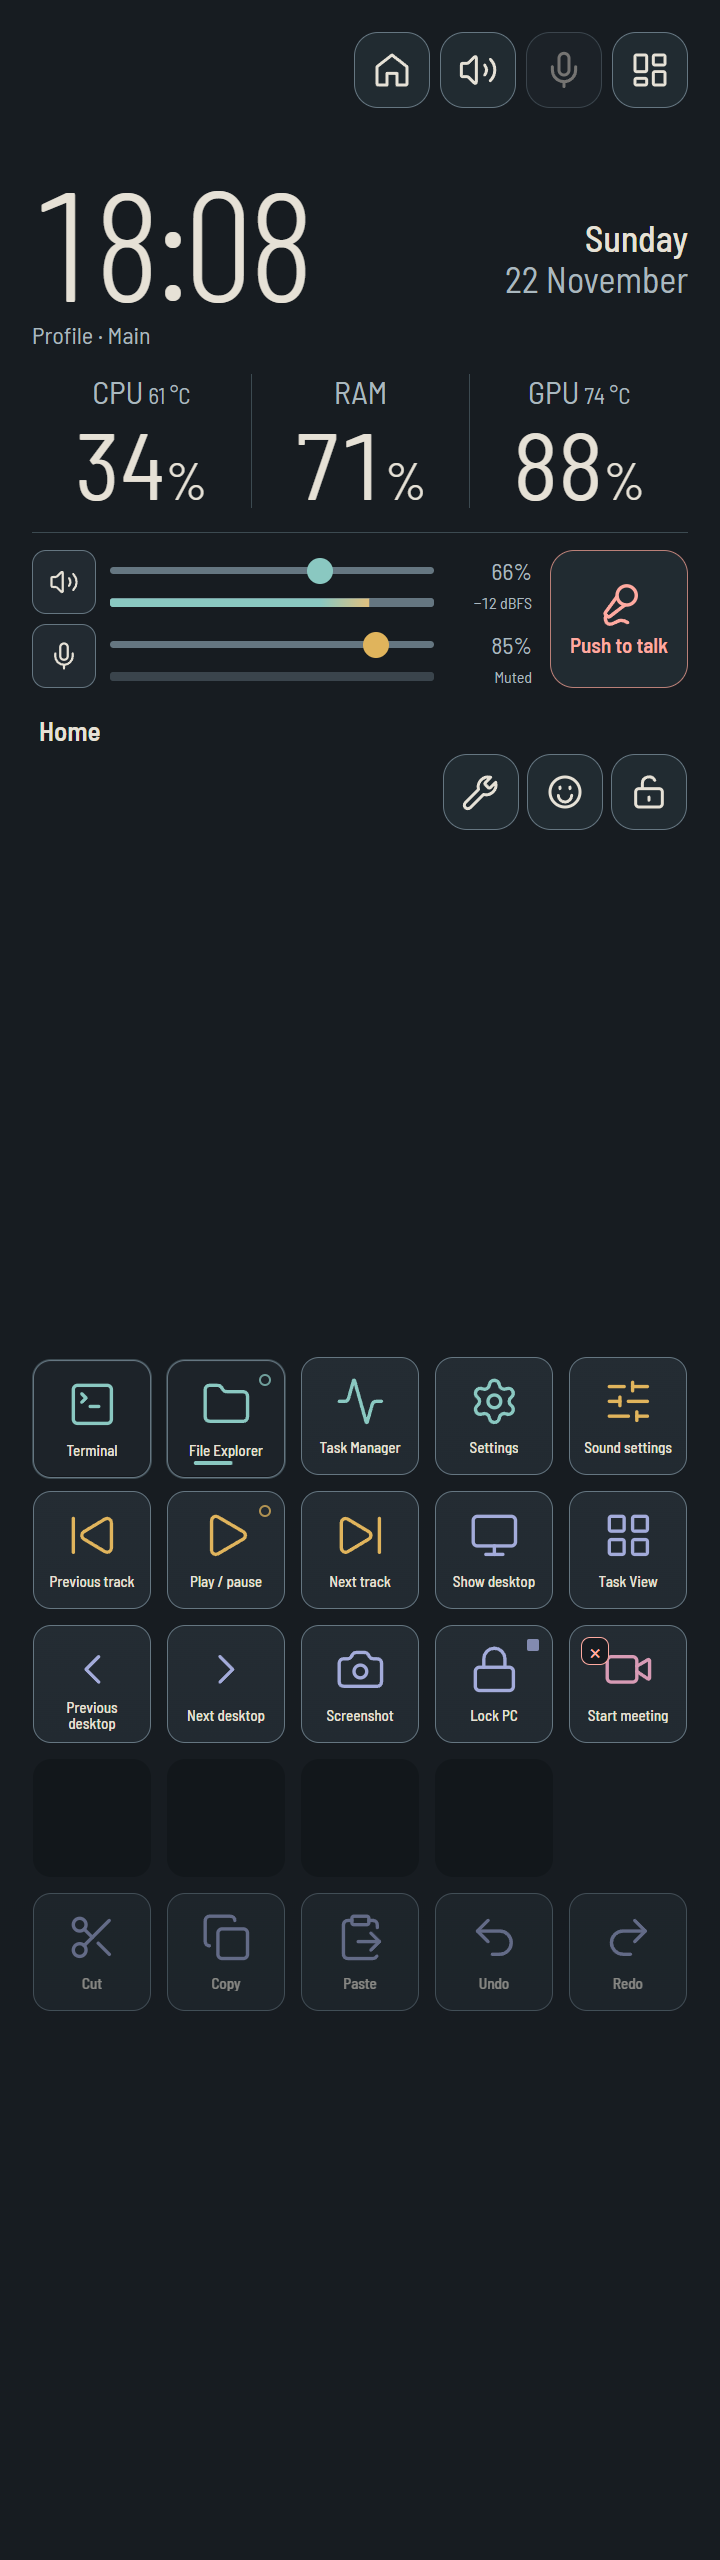 18:08
Sunday
22 November
Profile · Main
CPU 61 °C
RAM
GPU 74 °C
34%
71%
88%
66%
−12 dBFS
85%
Muted
Push to talk
Home
Terminal
File Explorer
Task Manager
Settings
Sound settings
Previous track
Play / pause
Next track
Show desktop
Task View
Previous
desktop
Next desktop
Screenshot
Lock PC
Start meeting
Cut
Copy
Paste
Undo
Redo